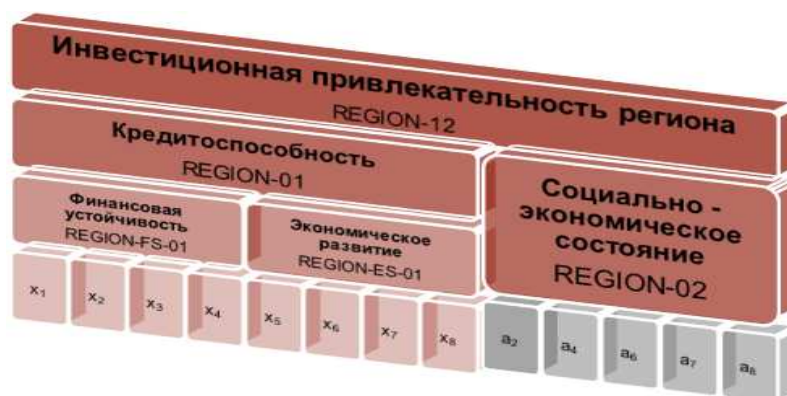 Инвестиционная привлекательность региона
REGION-12
Кредитоспособность
REGION-01
Социально -
экономическое
состояние
REGION-02
Финансовая
устойчивость
REGION-FS-01
Экономическое
развитие
REGION-ES-01
x₁ x₂ x₃ x₄ x₅ x₆ x₇ x₈ a₂ a₄ a₆ a₇ a₈